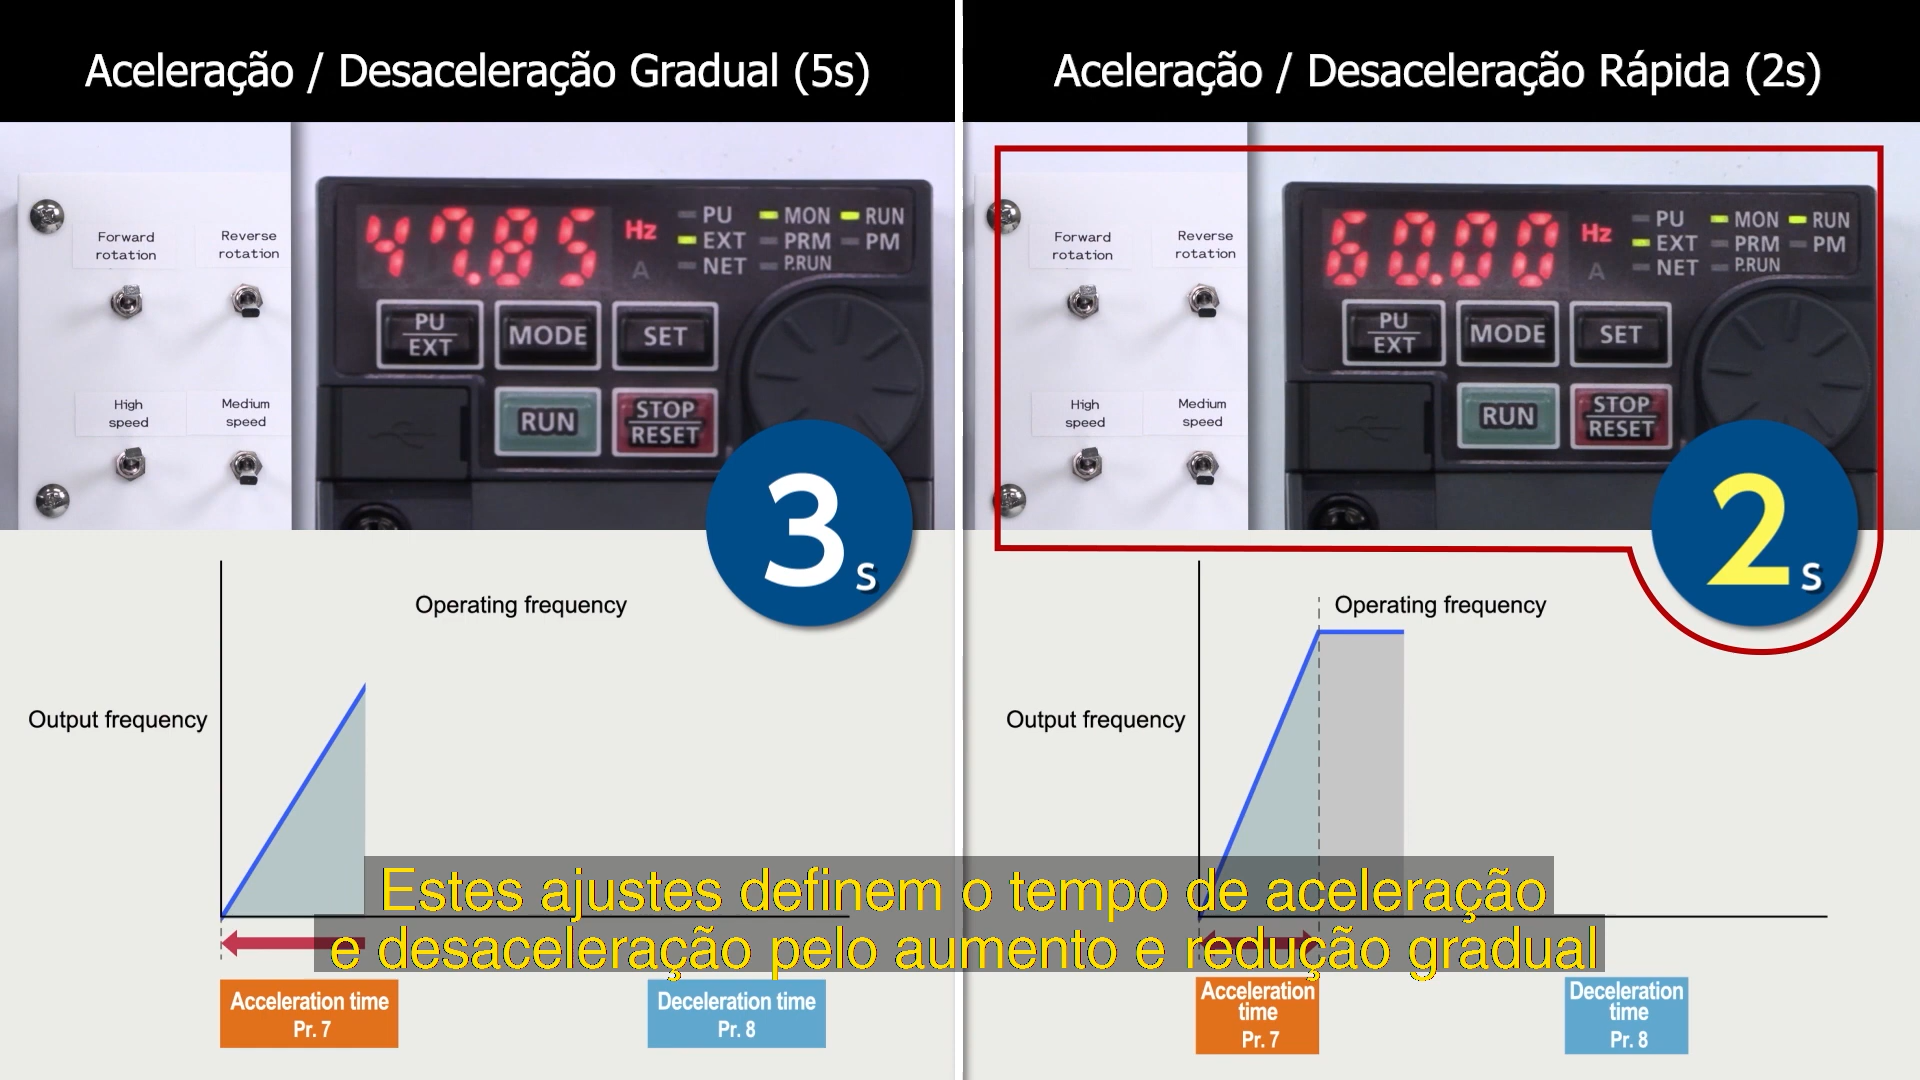 Aceleração / Desaceleração Gradual (5s)
Forward
rotation
Reverse
rotation
High
speed
Medium
speed
47.85
Hz
A
PU
EXT
NET
MON
PRM
P.RUN
RUN
PM
PU
EXT
MODE
SET
RUN
STOP
RESET
3s
Operating frequency
Output frequency
Acceleration time
Pr. 7
Deceleration time
Pr. 8
Aceleração / Desaceleração Rápida (2s)
Forward
rotation
Reverse
rotation
High
speed
Medium
speed
60.00
Hz
A
PU
EXT
NET
MON
PRM
P.RUN
RUN
PM
PU
EXT
MODE
SET
RUN
STOP
RESET
2s
Operating frequency
Output frequency
Acceleration
time
Pr. 7
Deceleration
time
Pr. 8
Estes ajustes definem o tempo de aceleração
e desaceleração pelo aumento e redução gradual